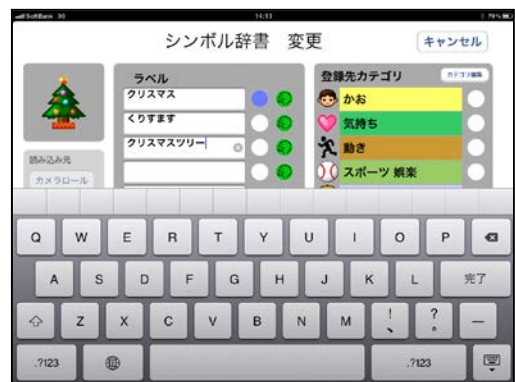 SoftBank 3G 14:53 79%
シンボル辞書 変更
キャンセル
ラベル
クリスマス
くりすます
クリスマスツリー
読み込み元
カメラロール
登録先カテゴリ
カテゴリ編集
かお
気持ち
動き
スポーツ 娯楽
Q W E R T Y U I O P
A S D F G H J K L 完了
Z X C V B N M ! 、 ? 。 ー
.?123 .?123